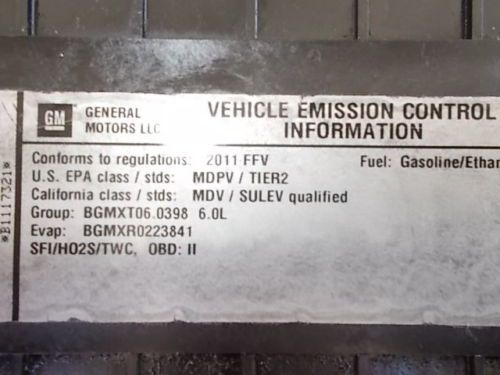 GM GENERAL MOTORS LLC
VEHICLE EMISSION CONTROL
INFORMATION
Conforms to regulations: 2011 FFV Fuel: Gasoline/Ethan
U.S. EPA class / stds: MDPV / TIER2
California class / stds: MDV / SULEV qualified
Group: BGMXT06.0398 6.0L
Evap: BGMXR0223841
SFI/HO2S/TWC, OBD: II
*B1117321*